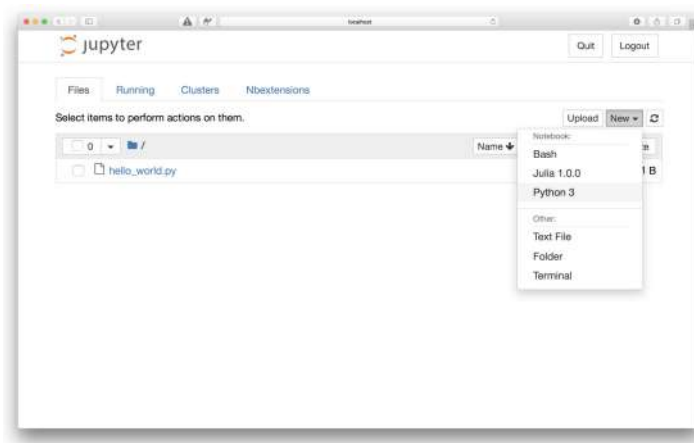 localhost
jupyter
Quit Logout
Files Running Clusters Nbextensions
Select items to perform actions on them.
Upload New
0 /
Name
hello_world.py
B
Notebook:
Bash
Julia 1.0.0
Python 3
Other:
Text File
Folder
Terminal